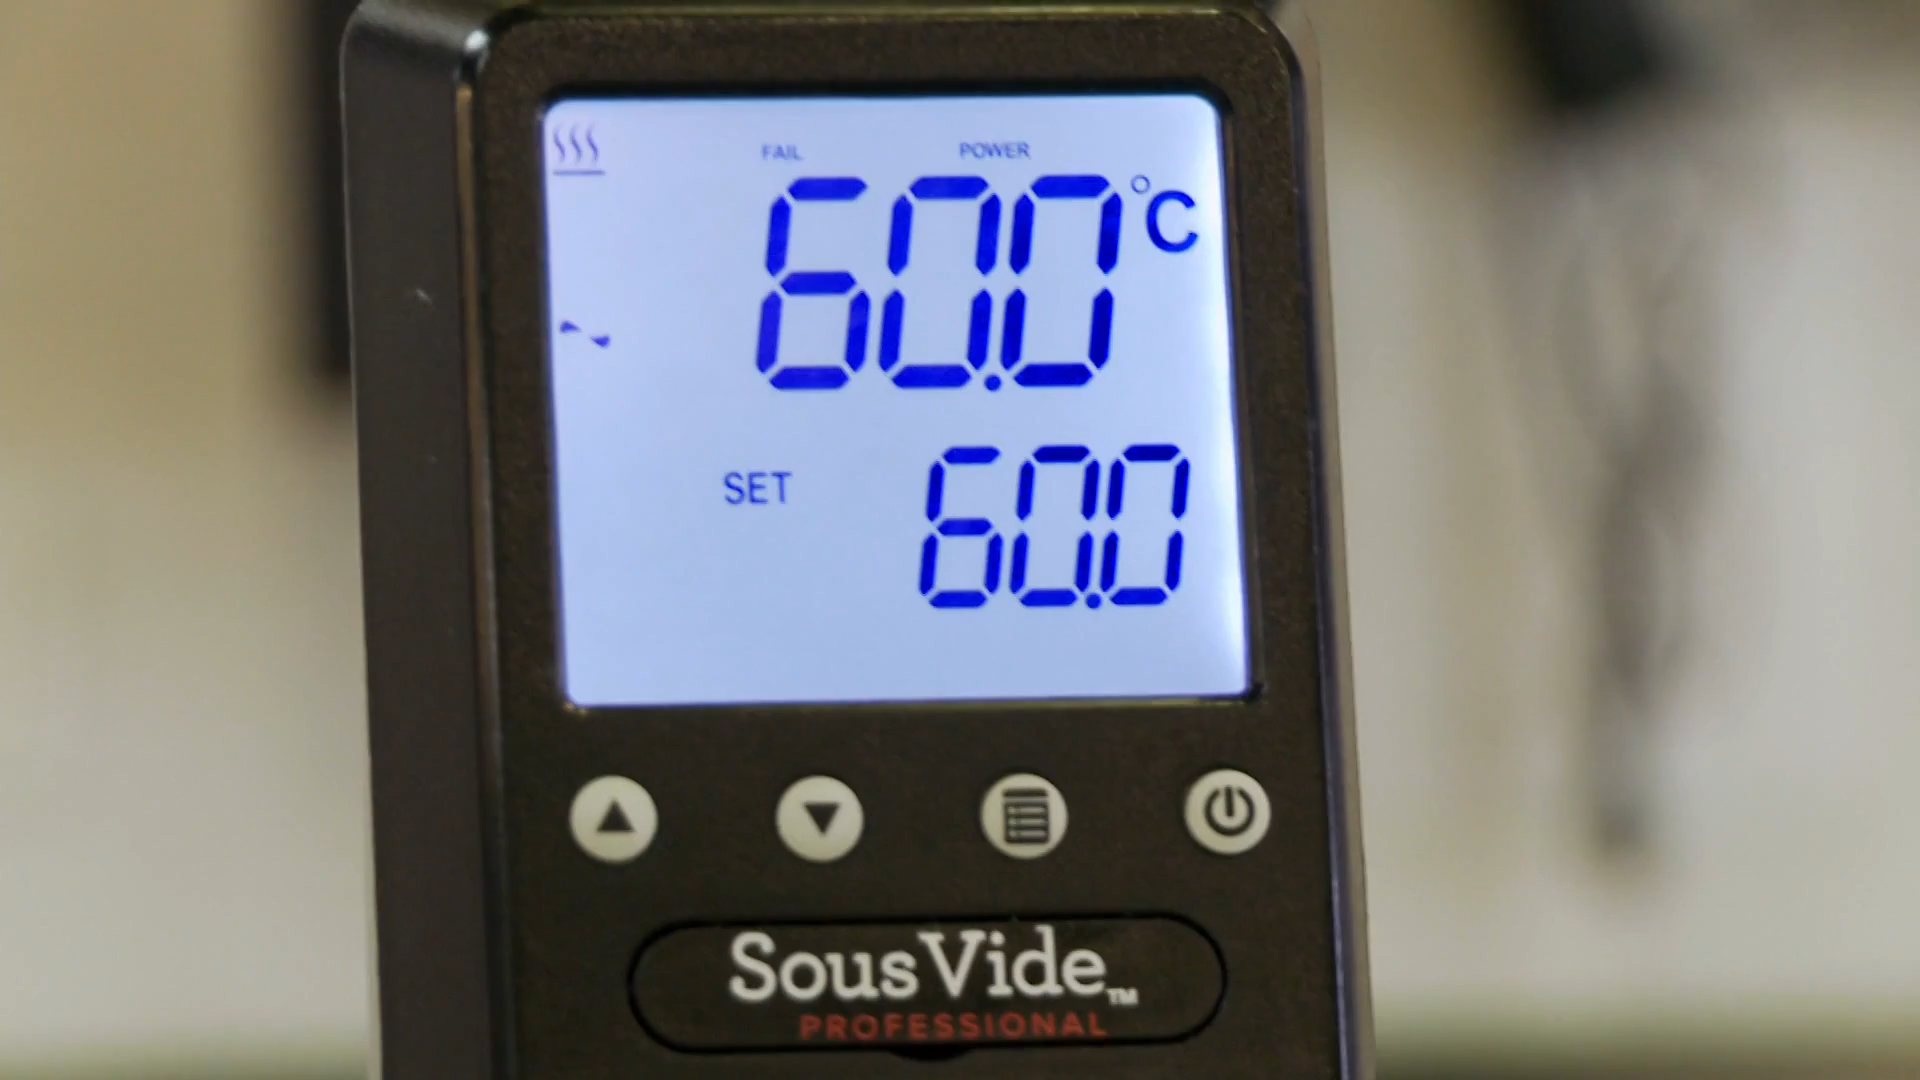 FAIL POWER
60.0 °C
SET 60.0
SousVide™
PROFESSIONAL